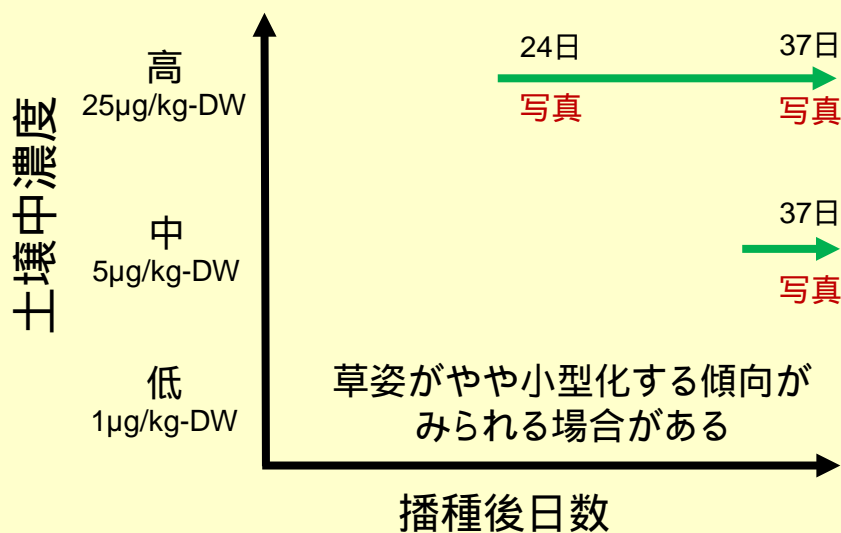 土壌中濃度
高
25µg/kg-DW
24日
37日
写真
写真
中
5µg/kg-DW
37日
写真
低
1µg/kg-DW
草姿がやや小型化する傾向が
みられる場合がある
播種後日数